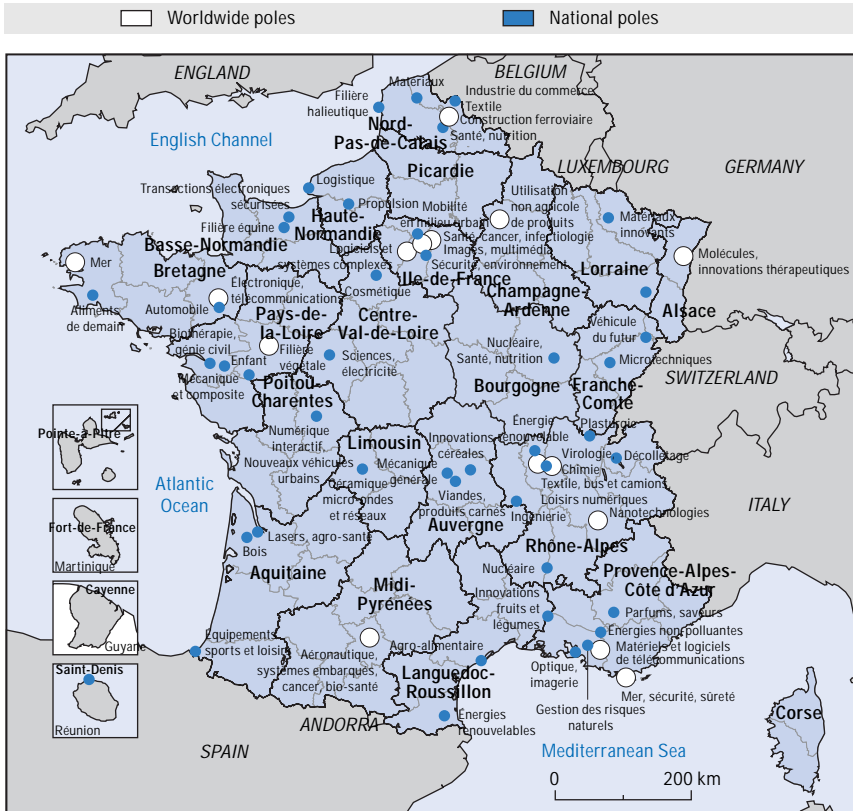 Worldwide poles
National poles
ENGLAND
BELGIUM
Matériaux
Industrie du commerce
Filière
halieutique
Textile
Construction ferroviaire
Nord-
Pas-de-Calais
Santé, nutrition
English Channel
LUXEMBOURG
GERMANY
Picardie
Logistique
Transactions électroniques
sécurisées
Propulsion
Mobilité
en milieu urbain
Utilisation
non agricole
de produits
Matériaux
innovants
Filière équine
Haute-
Normandie
Basse-Normandie
Logiciels et
systèmes complexes
Santé, cancer, infectiologie
Images, multimédia
Sécurité, environnement
Molécules,
innovations thérapeutiques
Mer
Bretagne
Ile-de-France
Lorraine
Électronique,
télécommunications
Cosmétique
Champagne-
Ardenne
Alsace
Aliments
de demain
Automobile
Pays-de-
la-Loire
Centre-
Val-de-Loire
Véhicule
du futur
Biothérapie,
génie civil
Enfant
Filière
végétale
Sciences,
électricité
Nucléaire,
Santé, nutrition
Microtechniques
Mécanique
et composite
Poitou-
Charentes
Bourgogne
Franche-
Comté
SWITZERLAND
Pointe-à-Pitre
Numérique
interactif,
Nouveaux véhicules
urbains
Limousin
Innovations
céréales
Énergie
renouvelable
Plasturgie
Mécanique
générale
Virologie
Chimie
Décolletage
Atlantic
Ocean
Céramique
micro-ondes
et réseaux
Viandes,
produits carnés
Textile, bus et camions,
Loisirs numériques
ITALY
Fort-de-France
Martinique
Auvergne
Ingénierie
Nanotechnologies
Lasers, agro-santé
Bois
Rhône-Alpes
Aquitaine
Midi-
Pyrénées
Nucléaire
Provence-Alpes-
Côte d'Azur
Cayenne
Guyane
Innovations
fruits et
légumes
Parfums, saveurs
Énergies non polluantes
Équipements
sports et loisirs
Aéronautique,
systèmes embarqués,
cancer, bio-santé
Agro-alimentaire
Matériels et logiciels
de télécommunications
Saint-Denis
Réunion
Languedoc-
Roussillon
Optique,
imagerie
Mer, sécurité, sûreté
Gestion des risques
naturels
Corse
ANDORRA
Énergies
renouvelables
SPAIN
Mediterranean Sea
0
200 km